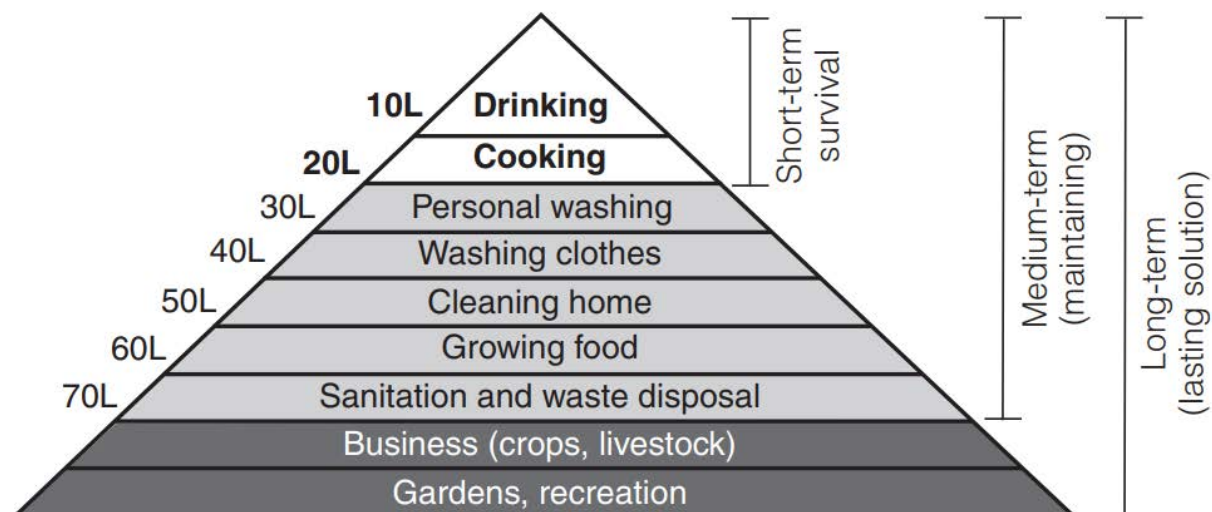 10L Drinking
20L Cooking
30L Personal washing
40L Washing clothes
50L Cleaning home
60L Growing food
70L Sanitation and waste disposal
Business (crops, livestock)
Gardens, recreation
Short-term
survival
Medium-term
(maintaining)
Long-term
(lasting solution)